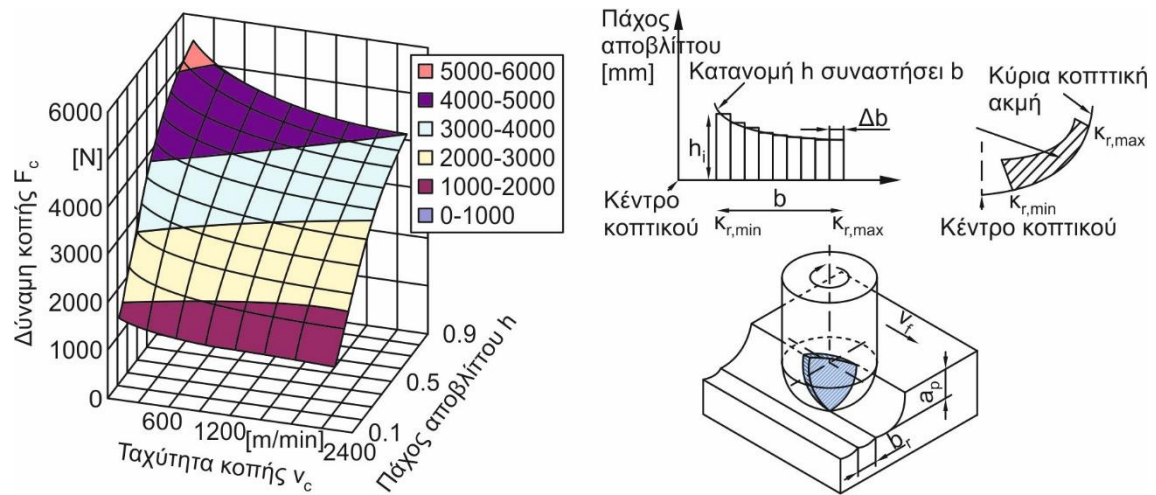 6000
[N]
4000
3000
2000
1000
0
Δύναμη κοπής F_c
600
1200
[m/min]
2400
Ταχύτητα κοπής v_c
0.1
0.5
0.9
Πάχος αποβλίττου h
5000-6000
4000-5000
3000-4000
2000-3000
1000-2000
0-1000
Πάχος
αποβλίττου
[mm]
Κατανομή h συναστήσει b
Δb
h_i
Κέντρο
κοπτικού
b
κ_r,min
κ_r,max
Κύρια κοπττική
ακμή
κ_r,max
κ_r,min
Κέντρο κοπτικού
v_f
a_p
b_r